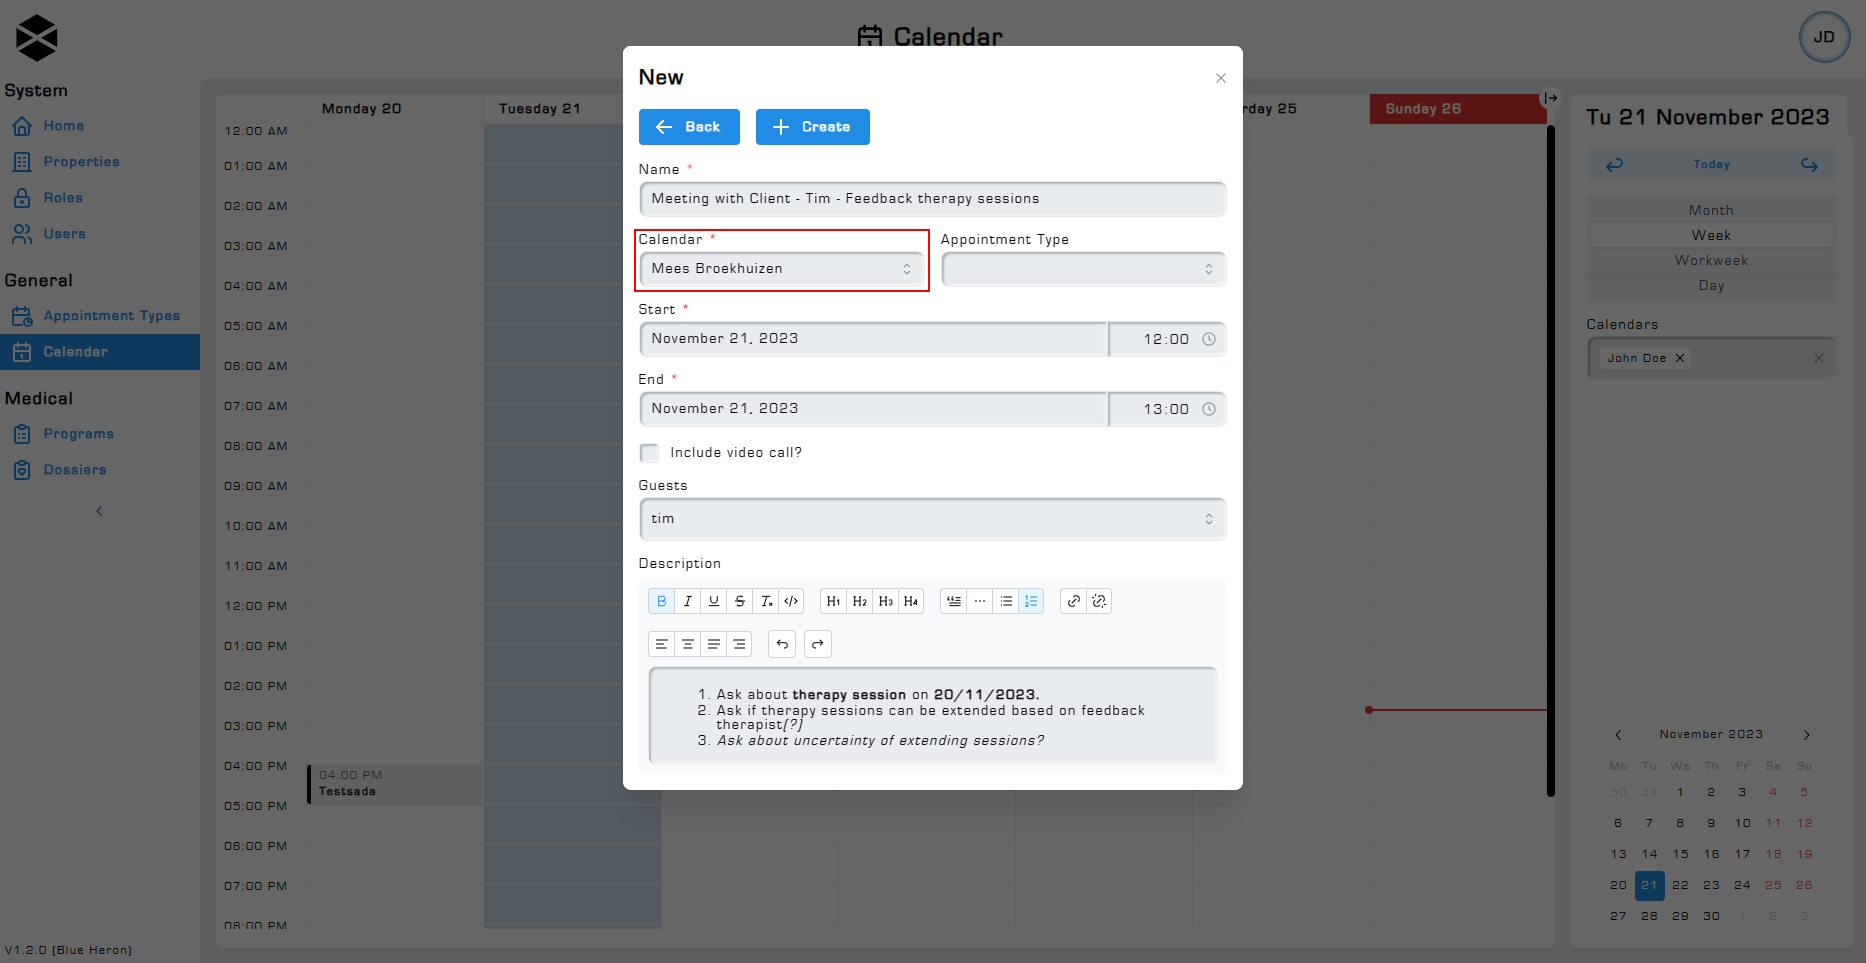 Calendar
JD
System
Home
Properties
Roles
Users
General
Appointment Types
Calendar
Medical
Programs
Dossiers
V1.2.0 (Blue Heron)
Monday 20
Tuesday 21
rday 25
Sunday 26
12:00 AM
01:00 AM
02:00 AM
03:00 AM
04:00 AM
05:00 AM
06:00 AM
07:00 AM
08:00 AM
09:00 AM
10:00 AM
11:00 AM
12:00 PM
01:00 PM
02:00 PM
03:00 PM
04:00 PM
05:00 PM
06:00 PM
07:00 PM
08:00 PM
04:00 PM
Testsada
New
Back
Create
Name *
Meeting with Client - Tim - Feedback therapy sessions
Calendar *
Appointment Type
Mees Broekhuizen
Start *
November 21, 2023
12:00
End *
November 21, 2023
13:00
Include video call?
Guests
tim
Description
B I U S Tx </> H1 H2 H3 H4
1. Ask about therapy session on 20/11/2023.
2. Ask if therapy sessions can be extended based on feedback
therapist(?)
3. Ask about uncertainty of extending sessions?
Tu 21 November 2023
Today
Month
Week
Workweek
Day
Calendars
John Doe
November 2023
Mo Tu We Th Fr Sa Su
30 31 1 2 3 4 5
6 7 8 9 10 11 12
13 14 15 16 17 18 19
20 21 22 23 24 25 26
27 28 29 30 1 2 3